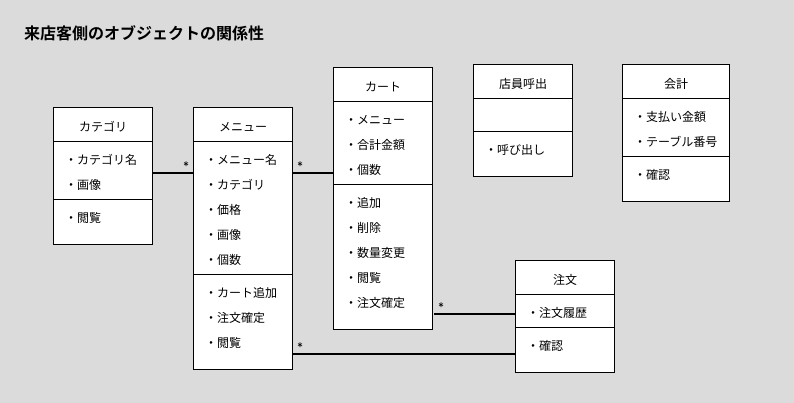 来店客側のオブジェクトの関係性
カテゴリ
・カテゴリ名
・画像
・閲覧
*
メニュー
・メニュー名
・カテゴリ
・価格
・画像
・個数
・カート追加
・注文確定
・閲覧
*
*
カート
・メニュー
・合計金額
・個数
・追加
・削除
・数量変更
・閲覧
・注文確定
*
店員呼出
・呼び出し
注文
・注文履歴
・確認
会計
・支払い金額
・テーブル番号
・確認